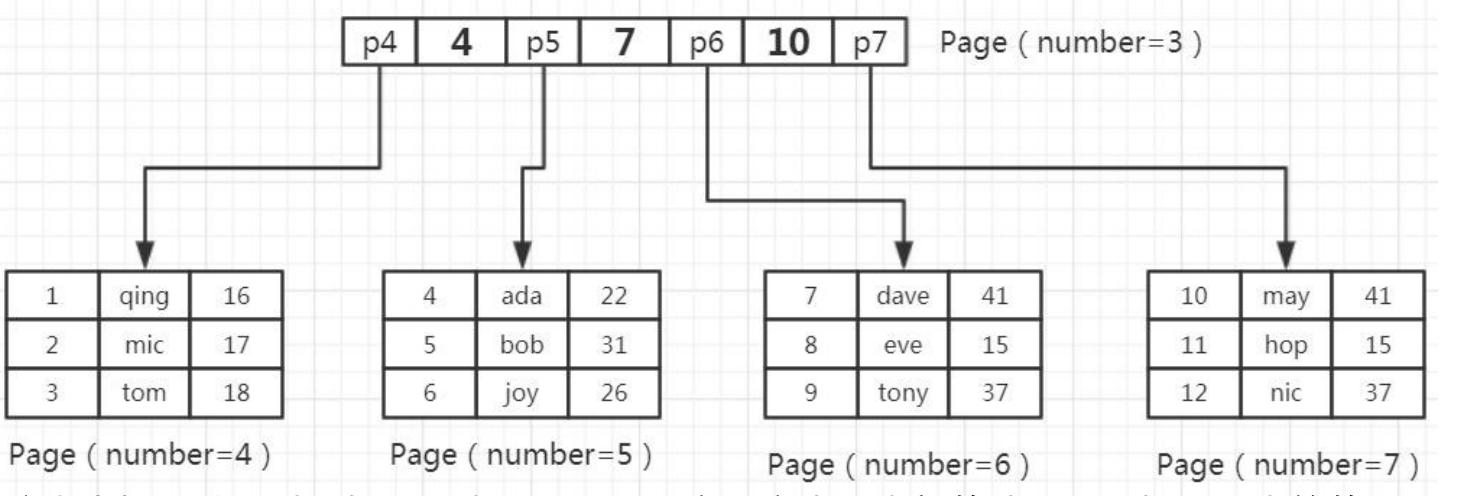 p4 4 p5 7 p6 10 p7 Page ( number=3 )
1 qing 16
2 mic 17
3 tom 18
Page ( number=4 )
4 ada 22
5 bob 31
6 joy 26
Page ( number=5 )
7 dave 41
8 eve 15
9 tony 37
Page ( number=6 )
10 may 41
11 hop 15
12 nic 37
Page ( number=7 )